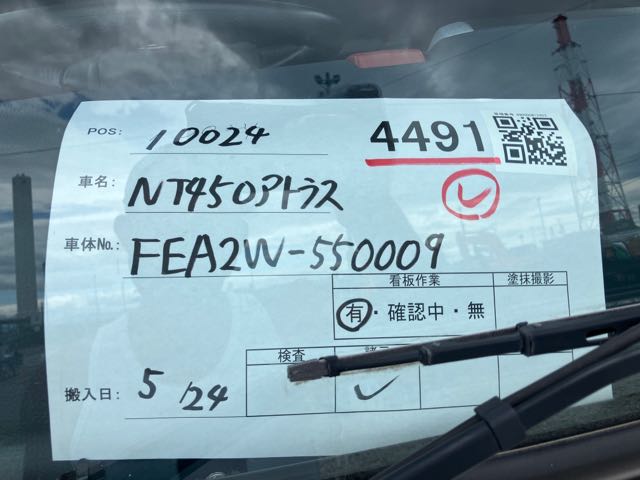 POS: 10024 4491
車名: NT450アトラス
車体No.: FEA2W-550009
看板作業 塗抹撮影
有・確認中・無
検査
搬入日: 5/24